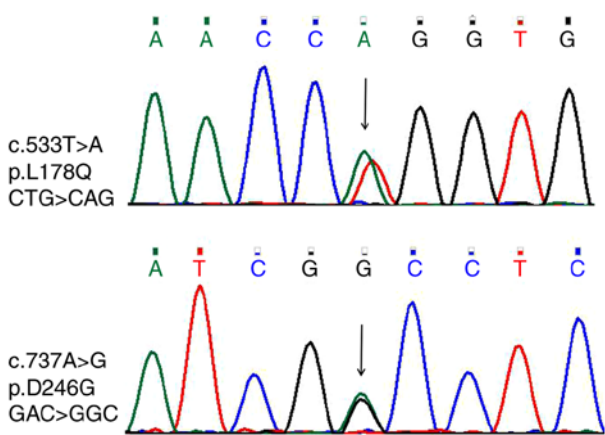 A A C C A G G T G
c.533T>A
p.L178Q
CTG>CAG
A T C G G C C T C
c.737A>G
p.D246G
GAC>GGC